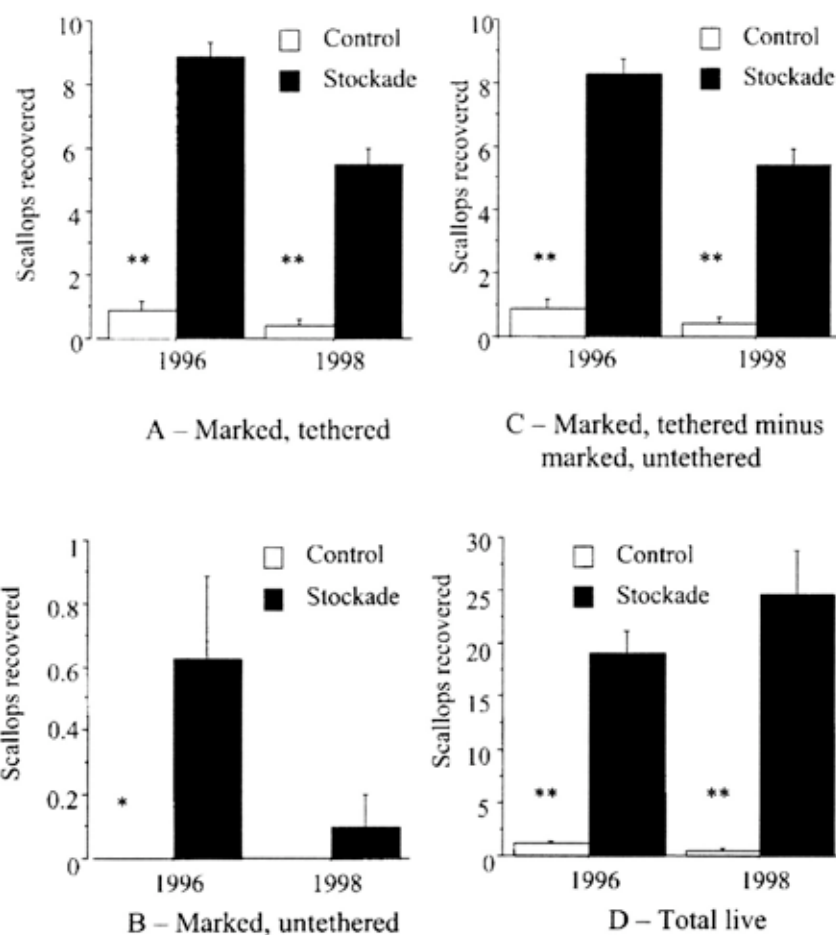 10
8
6
4
2
0
Scallops recovered
Control
Stockade
**
**
1996
1998
A – Marked, tethered
10
8
6
4
2
0
Scallops recovered
Control
Stockade
**
**
1996
1998
C – Marked, tethered minus
marked, untethered
1
0.8
0.6
0.4
0.2
0
Scallops recovered
Control
Stockade
*
1996
1998
B – Marked, untethered
30
25
20
15
10
5
0
Scallops recovered
Control
Stockade
**
**
1996
1998
D – Total live